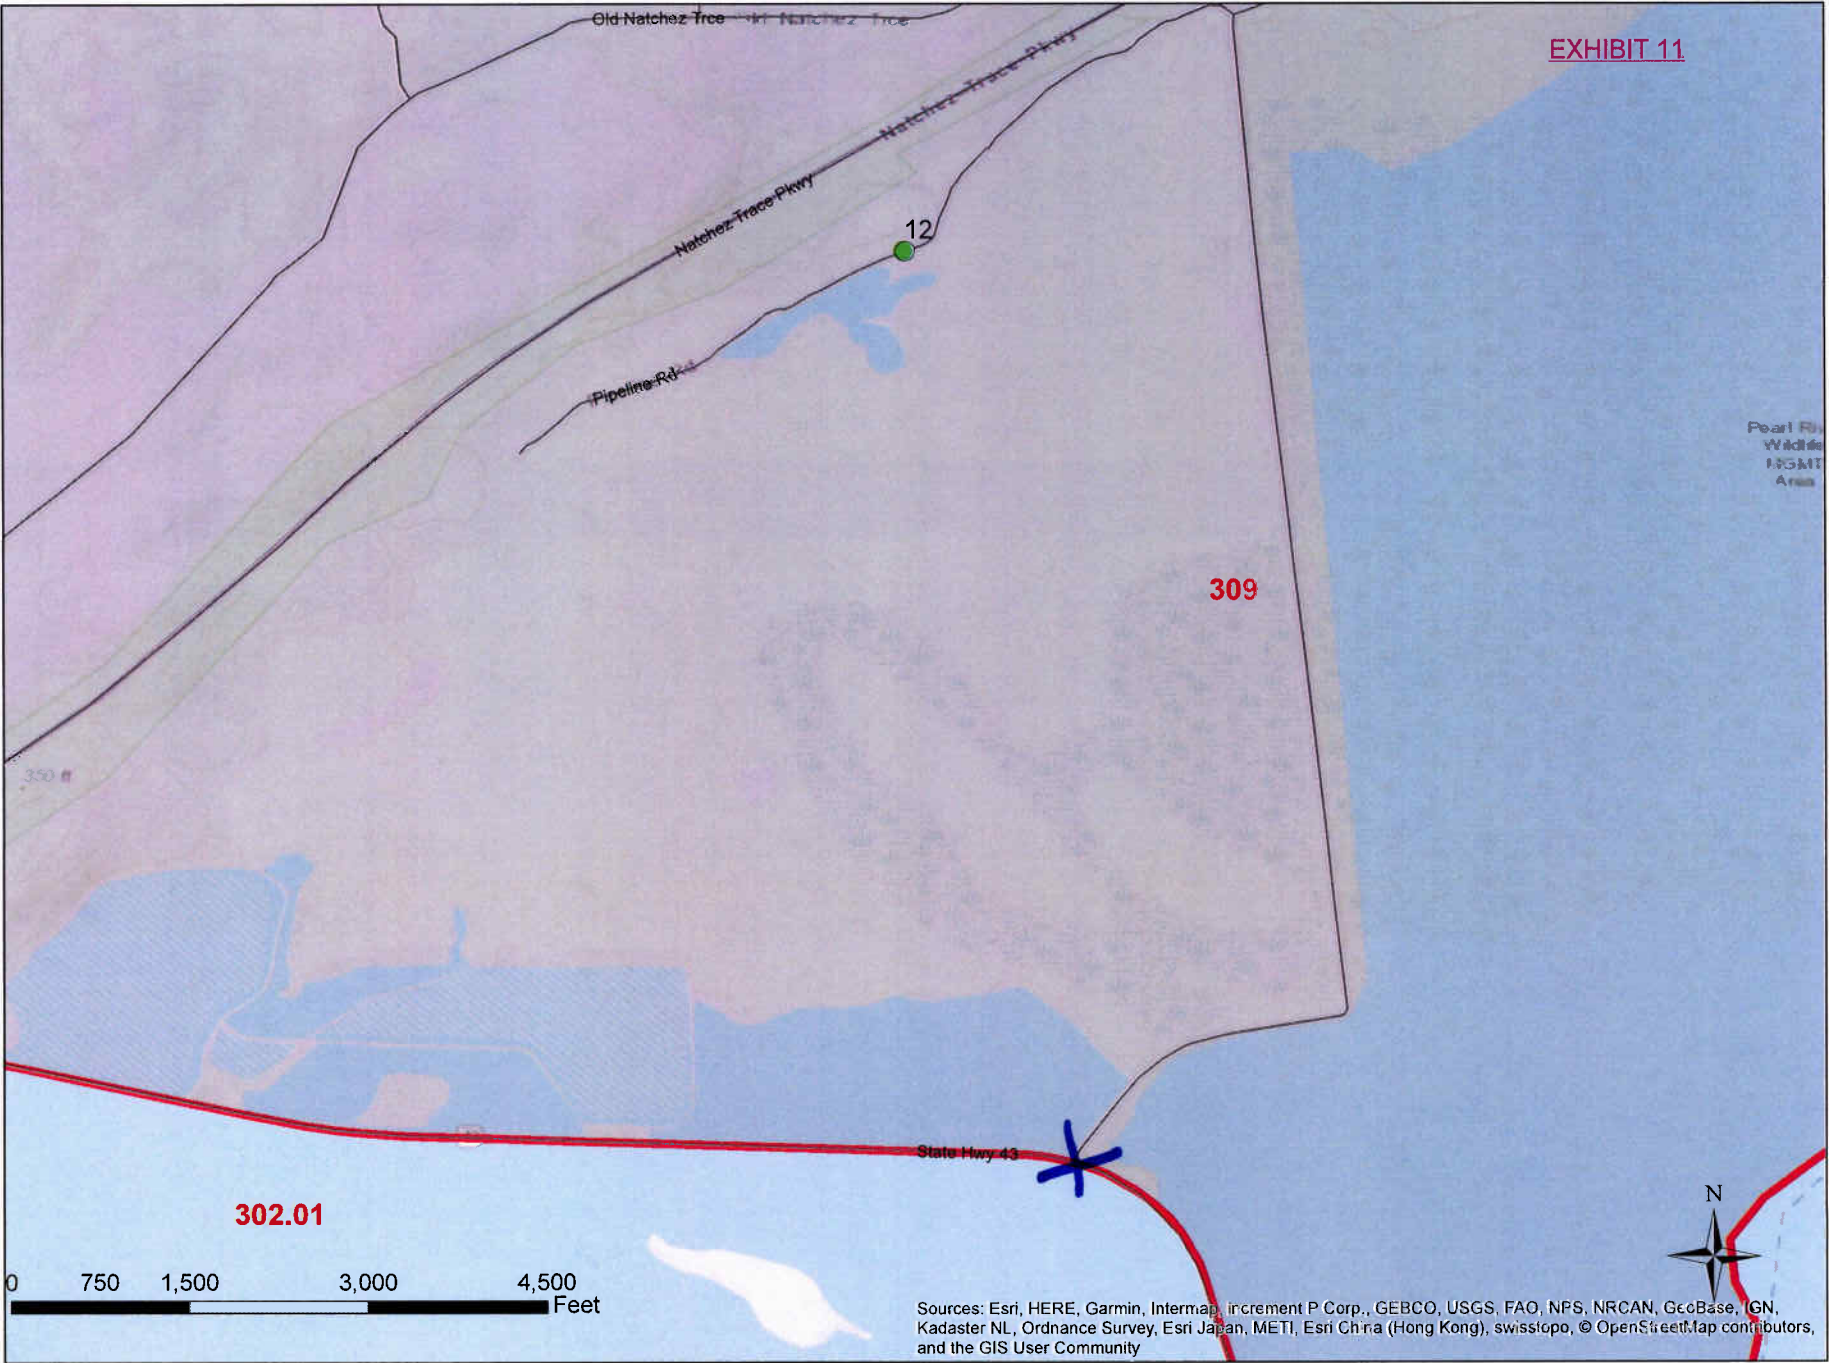 Old Natchez Trce
Natchez Trce
EXHIBIT 11
Natchez Trace Pkwy
Natchez Trace Pkwy
12
Pipeline Rd
Pearl Riv
Wildlife
MGMT
Area
309
350 ft
State Hwy 43
302.01
N
0 750 1,500 3,000 4,500
Feet
Sources: Esri, HERE, Garmin, Intermap, increment P Corp., GEBCO, USGS, FAO, NPS, NRCAN, GeoBase, IGN,
Kadaster NL, Ordnance Survey, Esri Japan, METI, Esri China (Hong Kong), swisstopo, © OpenStreetMap contributors,
and the GIS User Community